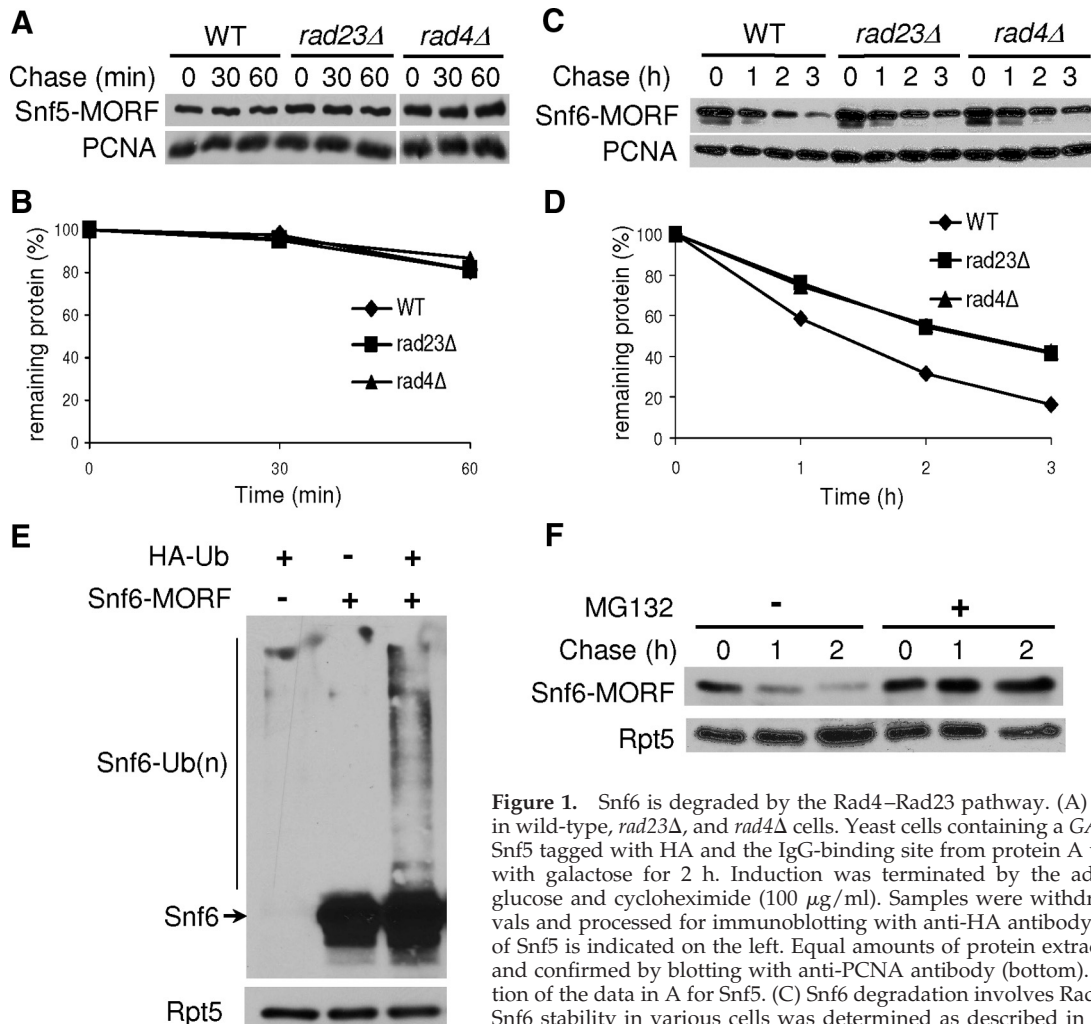 A
WT rad23Δ rad4Δ
Chase (min) 0 30 60 0 30 60 0 30 60
Snf5-MORF
PCNA
B
remaining protein (%)
100
80
60
40
20
0
WT
rad23Δ
rad4Δ
0 30 60
Time (min)
C
WT rad23Δ rad4Δ
Chase (h) 0 1 2 3 0 1 2 3 0 1 2 3
Snf6-MORF
PCNA
D
remaining protein (%)
100
80
60
40
20
0
WT
rad23Δ
rad4Δ
0 1 2 3
Time (h)
E
HA-Ub + - +
Snf6-MORF - + +
Snf6-Ub(n)
Snf6
Rpt5
F
MG132 - +
Chase (h) 0 1 2 0 1 2
Snf6-MORF
Rpt5
Figure 1. Snf6 is degraded by the Rad4–Rad23 pathway. (A)
in wild-type, rad23Δ, and rad4Δ cells. Yeast cells containing a GA
Snf5 tagged with HA and the IgG-binding site from protein A
with galactose for 2 h. Induction was terminated by the ad
glucose and cycloheximide (100 μg/ml). Samples were withdr
vals and processed for immunoblotting with anti-HA antibody
of Snf5 is indicated on the left. Equal amounts of protein extra
and confirmed by blotting with anti-PCNA antibody (bottom).
tion of the data in A for Snf5. (C) Snf6 degradation involves Rad
Snf6 stability in various cells was determined as described in